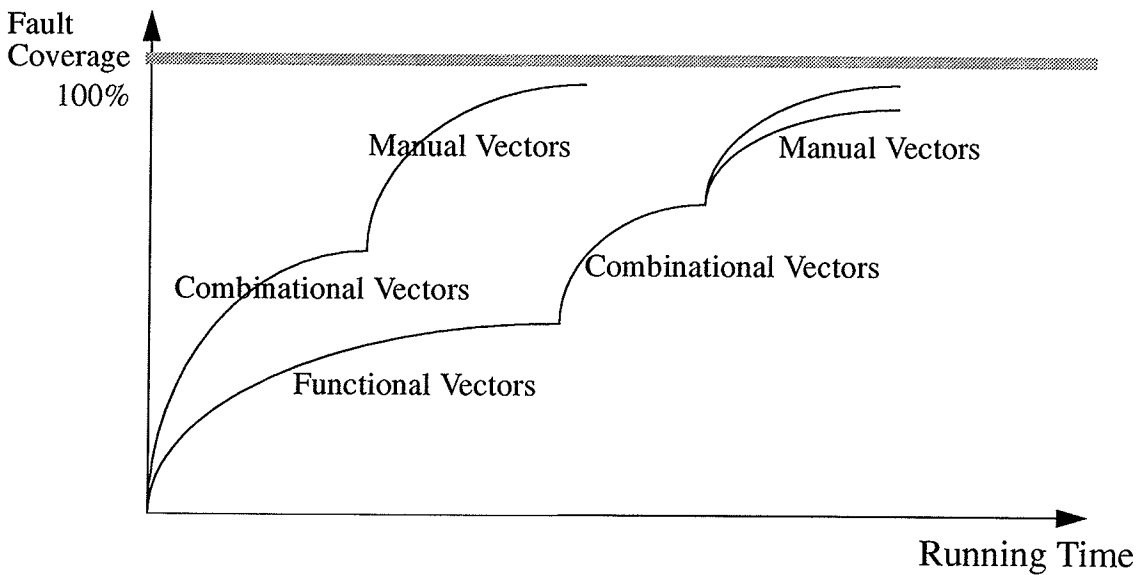 Fault
Coverage
100%
Manual Vectors
Manual Vectors
Combinational Vectors
Combinational Vectors
Functional Vectors
Running Time